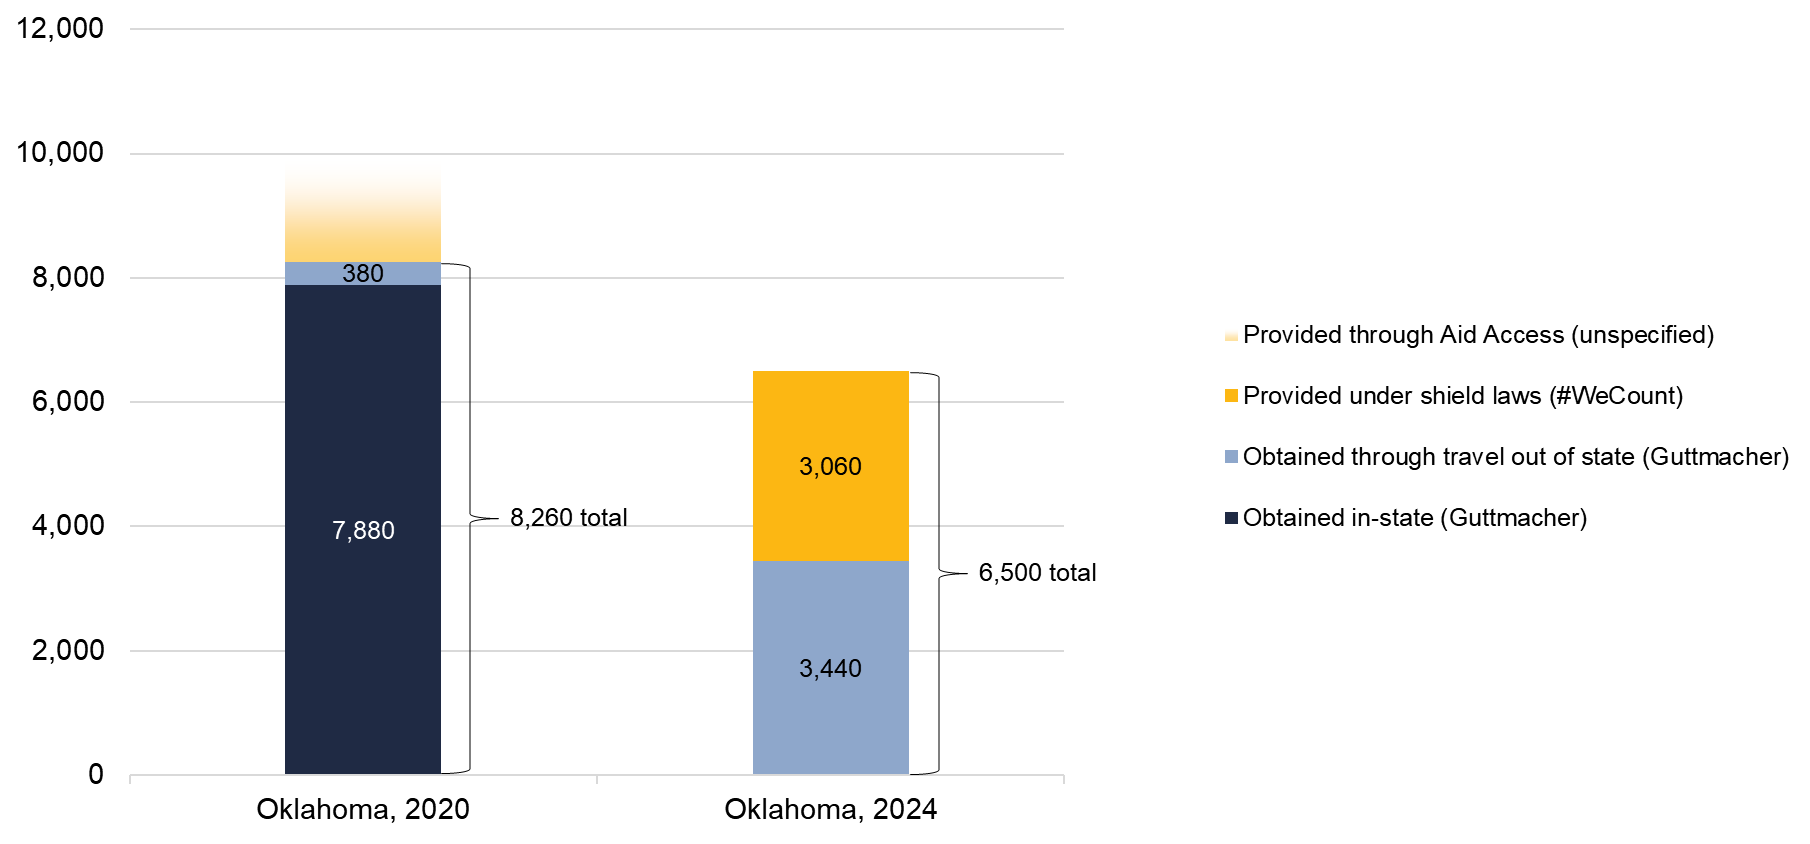 12,000
10,000
8,000
6,000
4,000
2,000
0
380
7,880
8,260 total
3,060
3,440
6,500 total
Oklahoma, 2020
Oklahoma, 2024
Provided through Aid Access (unspecified)
Provided under shield laws (#WeCount)
Obtained through travel out of state (Guttmacher)
Obtained in-state (Guttmacher)